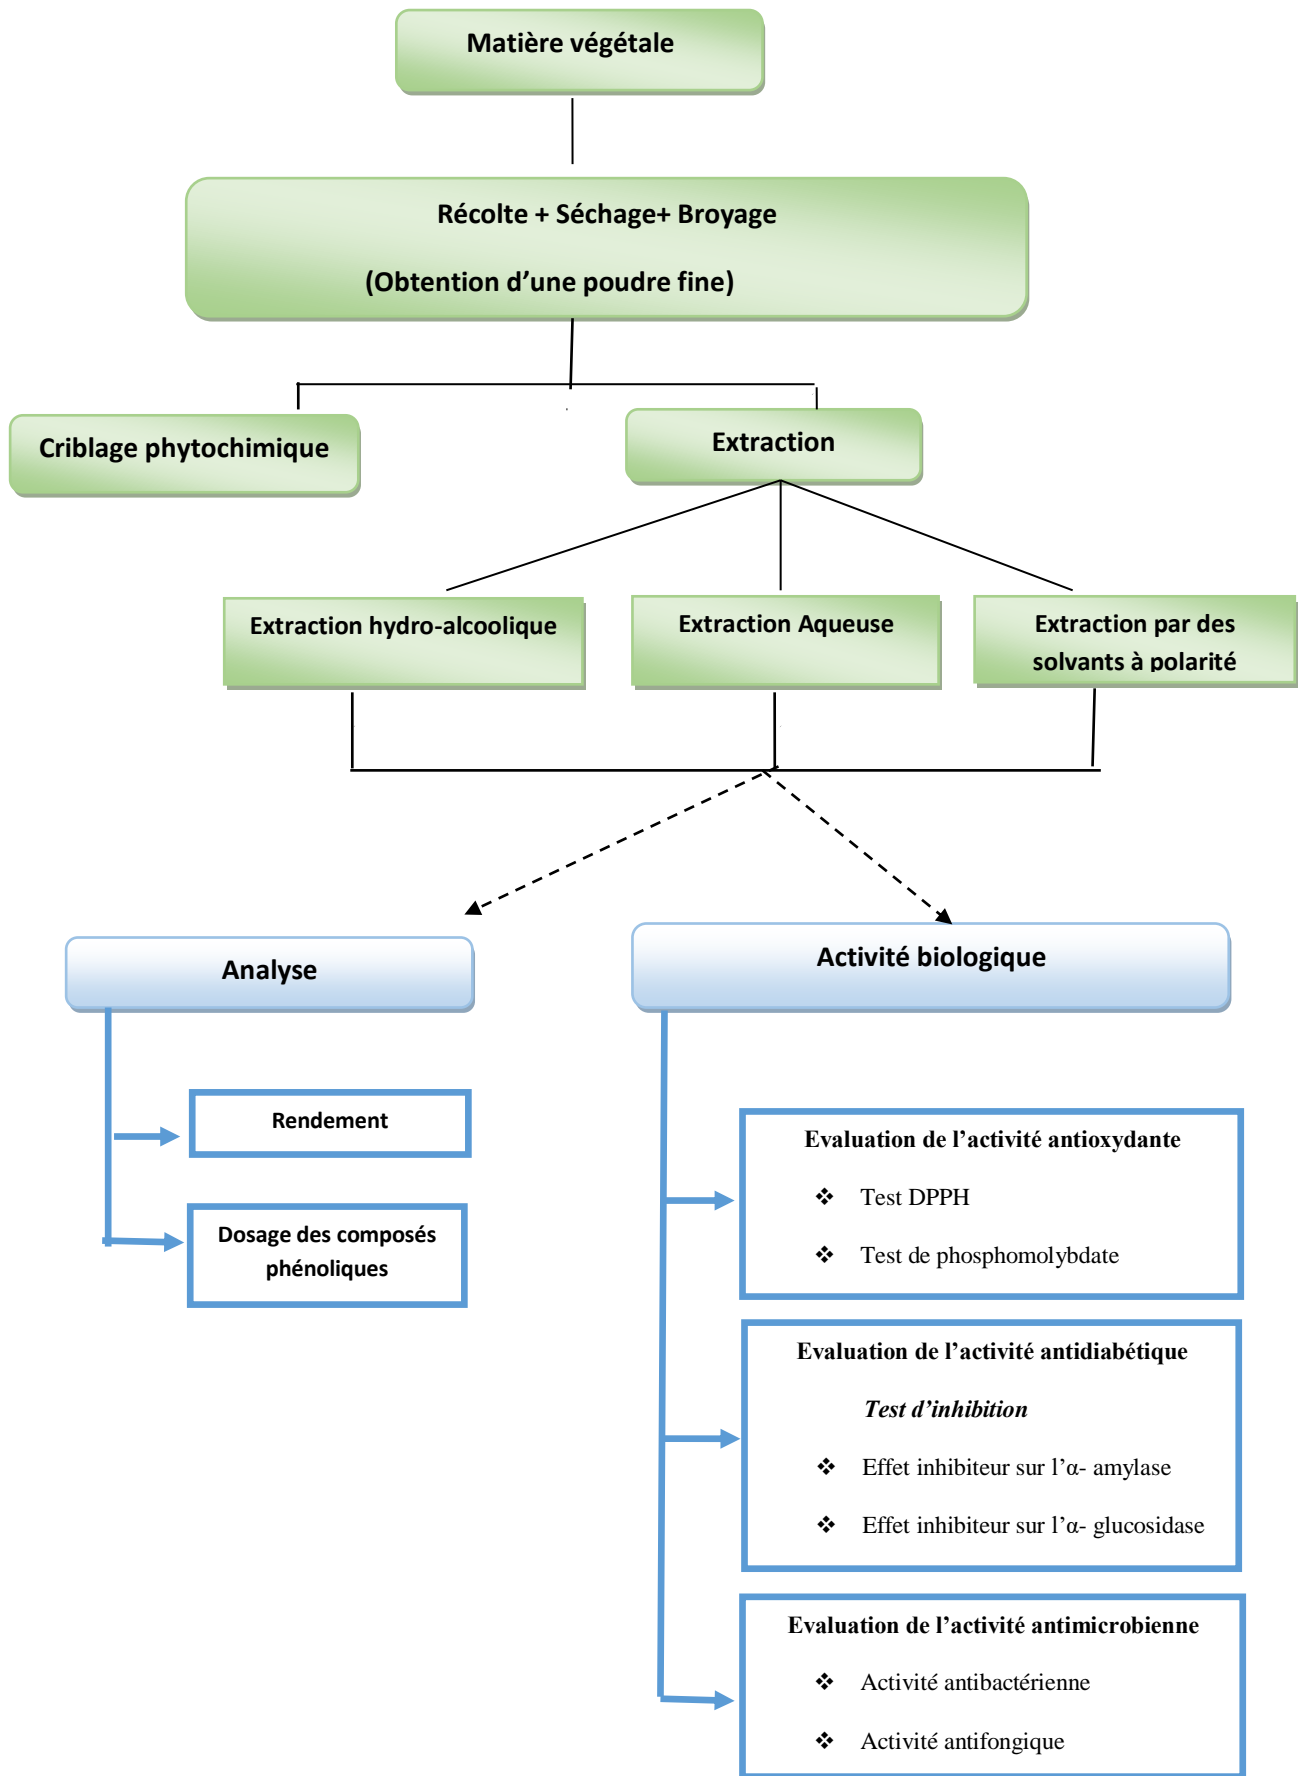 Matière végétale
Récolte + Séchage+ Broyage
(Obtention d’une poudre fine)
Criblage phytochimique
Extraction
Extraction hydro-alcoolique
Extraction Aqueuse
Extraction par des
solvants à polarité
Analyse
Activité biologique
Rendement
Dosage des composés
phénoliques
Evaluation de l’activité antioxydante
❖ Test DPPH
❖ Test de phosphomolybdate
Evaluation de l’activité antidiabétique
Test d’inhibition
❖ Effet inhibiteur sur l’α- amylase
❖ Effet inhibiteur sur l’α- glucosidase
Evaluation de l’activité antimicrobienne
❖ Activité antibactérienne
❖ Activité antifongique